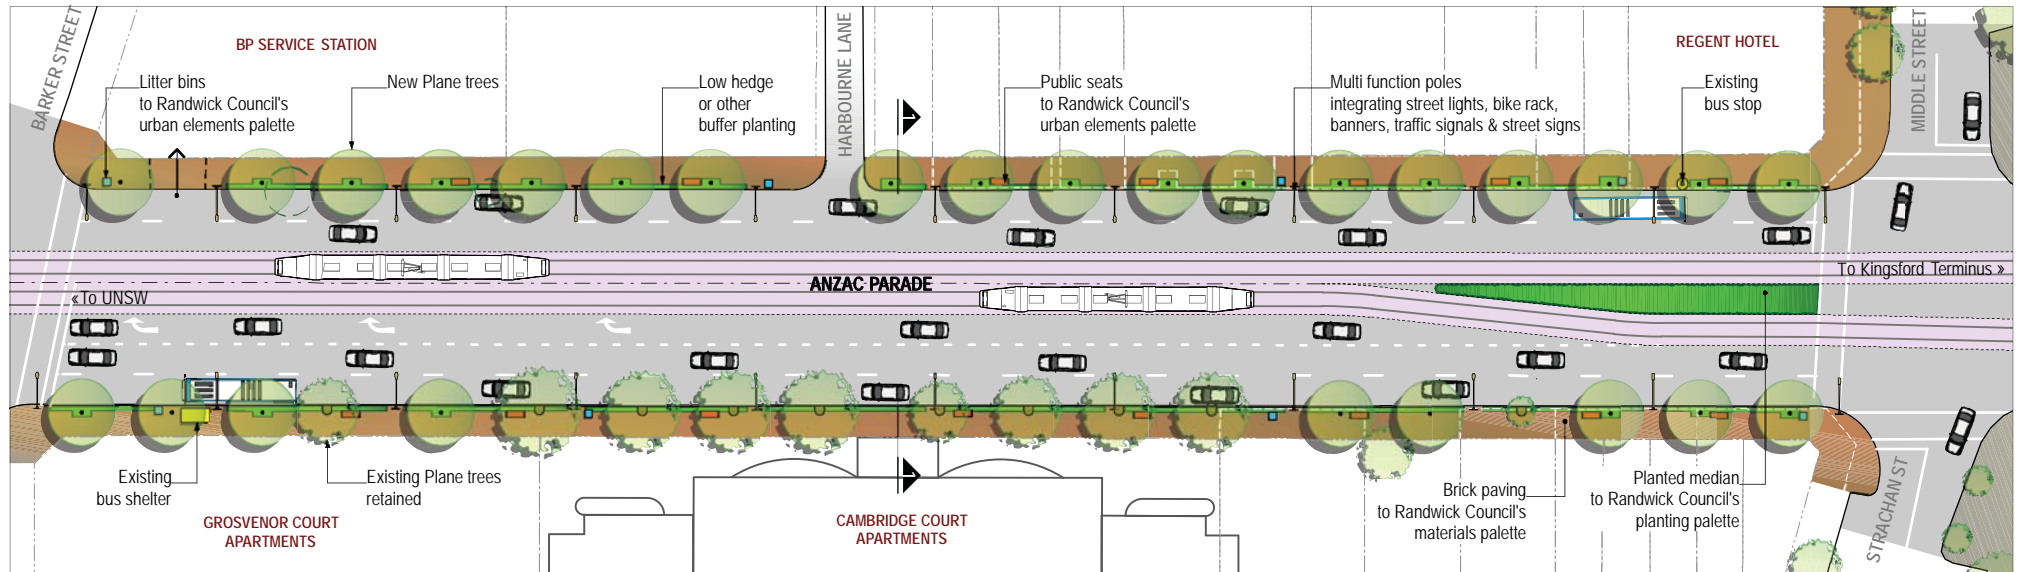 BARKER STREET
BP SERVICE STATION
Litter bins
to Randwick Council's
urban elements palette
New Plane trees
Low hedge
or other
buffer planting
HARBOURNE LANE
Public seats
to Randwick Council's
urban elements palette
Multi function poles
integrating street lights, bike rack,
banners, traffic signals & street signs
REGENT HOTEL
Existing
bus stop
MIDDLE STREET
ANZAC PARADE
«To UNSW
To Kingsford Terminus »
Existing
bus shelter
Existing Plane trees
retained
GROSVENOR COURT
APARTMENTS
CAMBRIDGE COURT
APARTMENTS
Brick paving
to Randwick Council's
materials palette
Planted median
to Randwick Council's
planting palette
STRACHAN ST